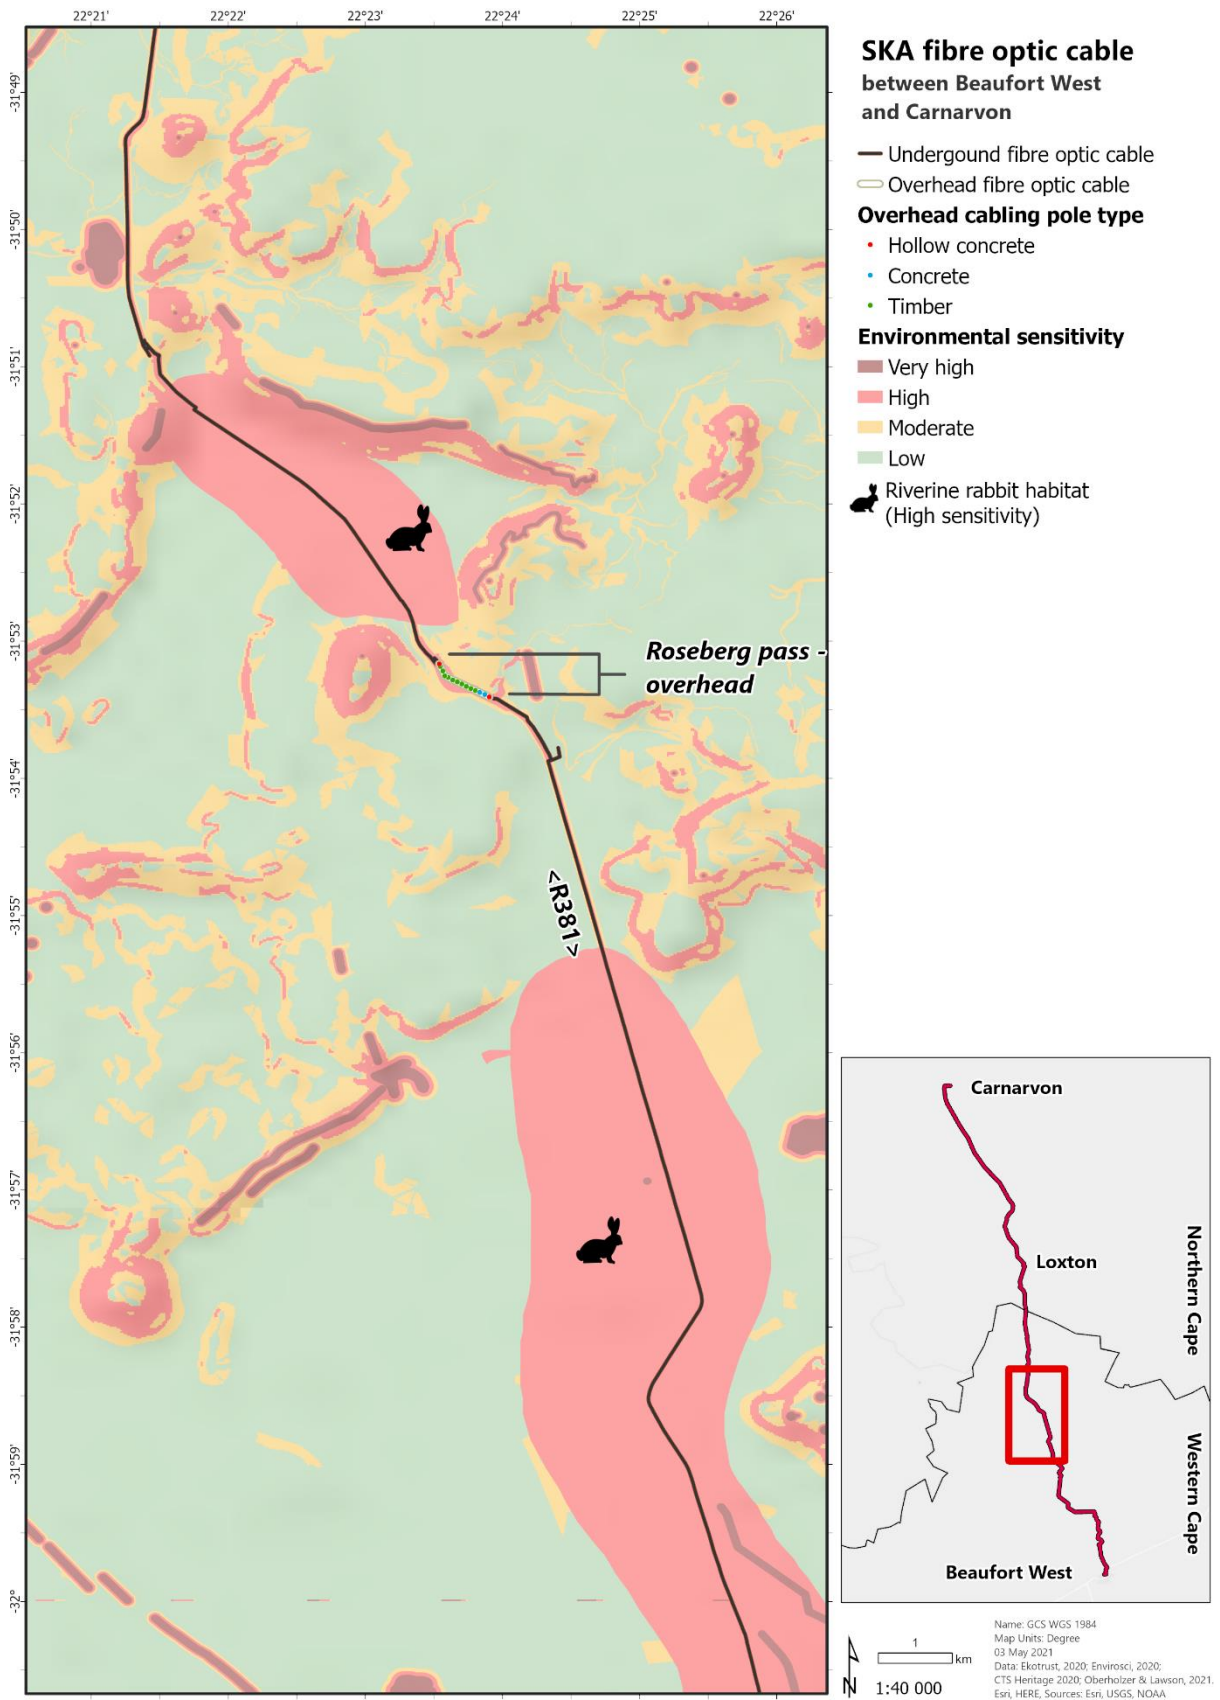 22°21'
22°22'
22°23'
22°24'
22°25'
22°26'
-31°49'
-31°50'
-31°51'
-31°52'
-31°53'
-31°54'
-31°55'
-31°56'
-31°57'
-31°58'
-31°59'
-32°
Roseberg pass -
overhead
<R381>
SKA fibre optic cable
between Beaufort West
and Carnarvon
Undergound fibre optic cable
Overhead fibre optic cable
Overhead cabling pole type
Hollow concrete
Concrete
Timber
Environmental sensitivity
Very high
High
Moderate
Low
Riverine rabbit habitat
(High sensitivity)
Carnarvon
Loxton
Northern Cape
Western Cape
Beaufort West
N
1
km
1:40 000
Name: GCS WGS 1984
Map Units: Degree
03 May 2021
Data: Ekotrust, 2020; Envirosci, 2020;
CTS Heritage 2020; Oberholzer & Lawson, 2021.
Esri, HERE, Sources: Esri, USGS, NOAA